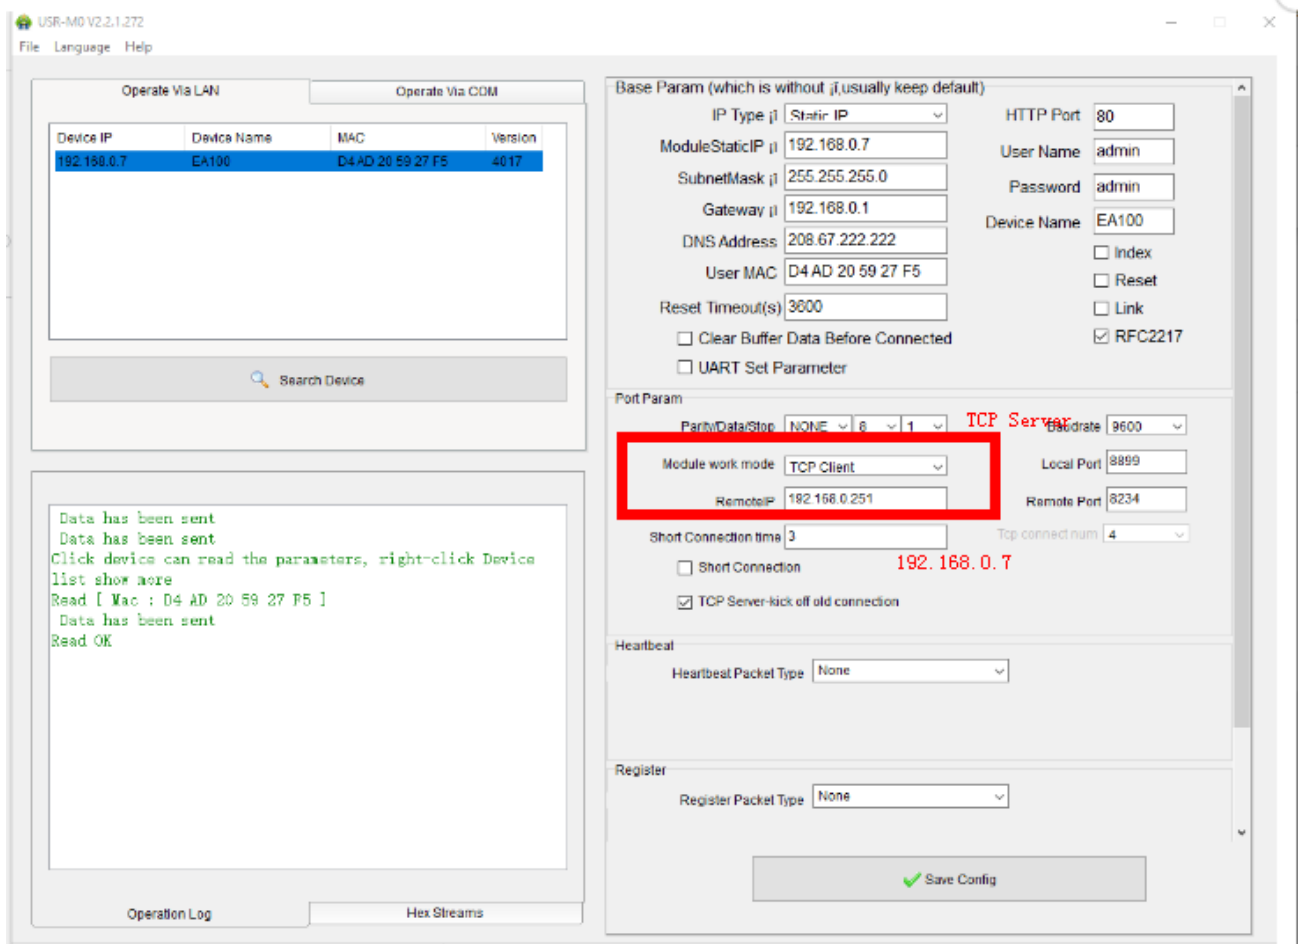 USR-M0 V2.2.1.272
File Language Help
Operate Via LAN Operate Via COM
Device IP Device Name MAC Version
192.168.0.7 EA100 D4 AD 20 59 27 F5 4017
Search Device
Data has been sent
Data has been sent
Click device can read the parameters, right-click Device
list show more
Read [ Mac : D4 AD 20 59 27 F5 ]
Data has been sent
Read OK
Operation Log Hex Streams
Base Param (which is without ¡ï,usually keep default)
IP Type ¡ï Static IP HTTP Port 80
ModuleStaticIP ¡ï 192.168.0.7 User Name admin
SubnetMask ¡ï 255.255.255.0 Password admin
Gateway ¡ï 192.168.0.1 Device Name EA100
DNS Address 208.67.222.222 Index
User MAC D4 AD 20 59 27 F5 Reset
Reset Timeout(s) 3600 Link
Clear Buffer Data Before Connected RFC2217
UART Set Parameter
Port Param
Parity/Data/Stop NONE 8 1 TCP Server Baudrate 9600
Module work mode TCP Client Local Port 8899
RemoteIP 192.168.0.251 Remote Port 8234
Short Connection time 3 Tcp connect num 4
Short Connection 192.168.0.7
TCP Server-kick off old connection
Heartbeat
Heartbeat Packet Type None
Register
Register Packet Type None
Save Config